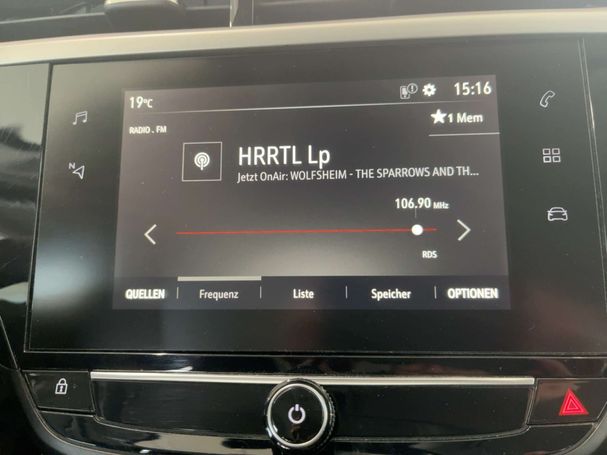 19°C
15:16
RADIO . FM
1 Mem
HRRTL Lp
Jetzt OnAir: WOLFSHEIM - THE SPARROWS AND TH...
106.90 MHz
RDS
N
QUELLEN
Frequenz
Liste
Speicher
OPTIONEN